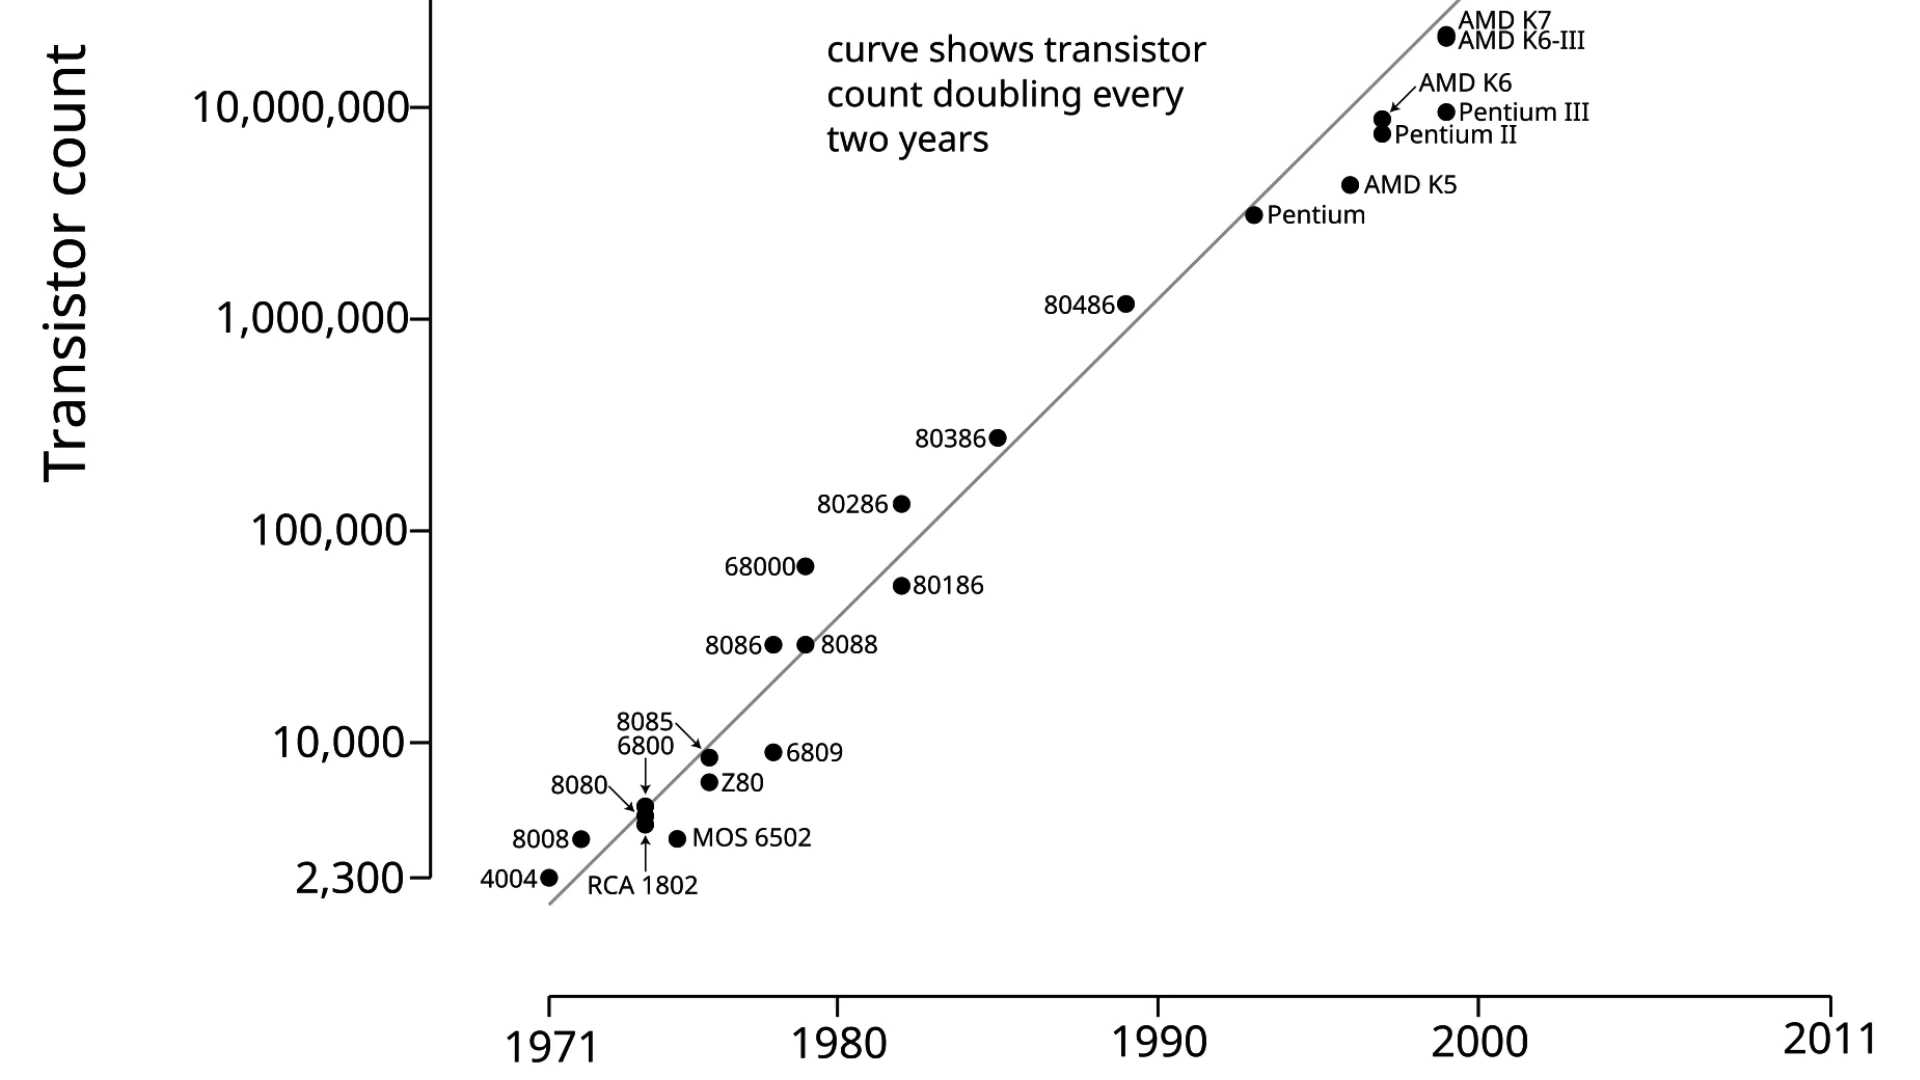 Transistor count
curve shows transistor
count doubling every
two years
10,000,000
1,000,000
100,000
10,000
2,300
AMD K7
AMD K6-III
AMD K6
Pentium III
Pentium II
AMD K5
Pentium
80486
80386
80286
68000
80186
8086
8088
8085
6800
6809
8080
Z80
8008
MOS 6502
4004
RCA 1802
1971
1980
1990
2000
2011